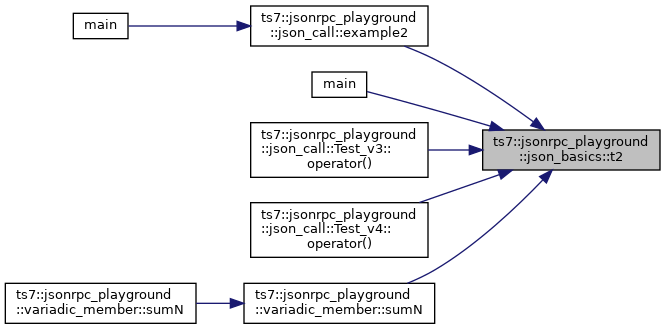 main
ts7::jsonrpc_playground
::json_call::example2
main
ts7::jsonrpc_playground
::json_call::Test_v3::
operator()
ts7::jsonrpc_playground
::json_basics::t2
ts7::jsonrpc_playground
::json_call::Test_v4::
operator()
ts7::jsonrpc_playground
::variadic_member::sumN
ts7::jsonrpc_playground
::variadic_member::sumN